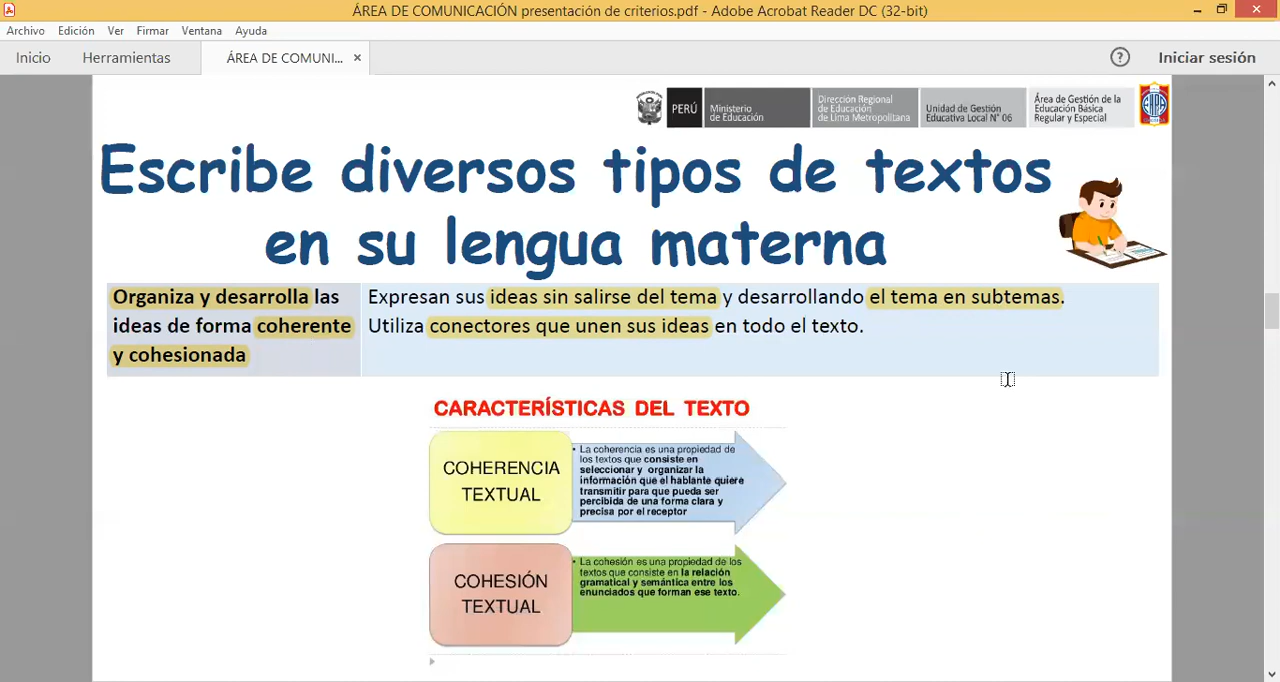 ÁREA DE COMUNICACIÓN presentación de criterios.pdf - Adobe Acrobat Reader DC (32-bit)
Archivo Edición Ver Firmar Ventana Ayuda
Inicio Herramientas ÁREA DE COMUNI... × ? Iniciar sesión
PERÚ
Ministerio
de Educación
Dirección Regional
de Educación
de Lima Metropolitana
Unidad de Gestión
Educativa Local N° 06
Área de Gestión de la
Educación Básica
Regular y Especial
Escribe diversos tipos de textos
en su lengua materna
Organiza y desarrolla las
ideas de forma coherente
y cohesionada
Expresan sus ideas sin salirse del tema y desarrollando el tema en subtemas.
Utiliza conectores que unen sus ideas en todo el texto.
CARACTERÍSTICAS DEL TEXTO
COHERENCIA
TEXTUAL
• La coherencia es una propiedad de
los textos que consiste en
seleccionar y organizar la
información que el hablante quiere
transmitir para que pueda ser
percibida de una forma clara y
precisa por el receptor
COHESIÓN
TEXTUAL
• La cohesión es una propiedad de los
textos que consiste en la relación
gramatical y semántica entre los
enunciados que forman ese texto.